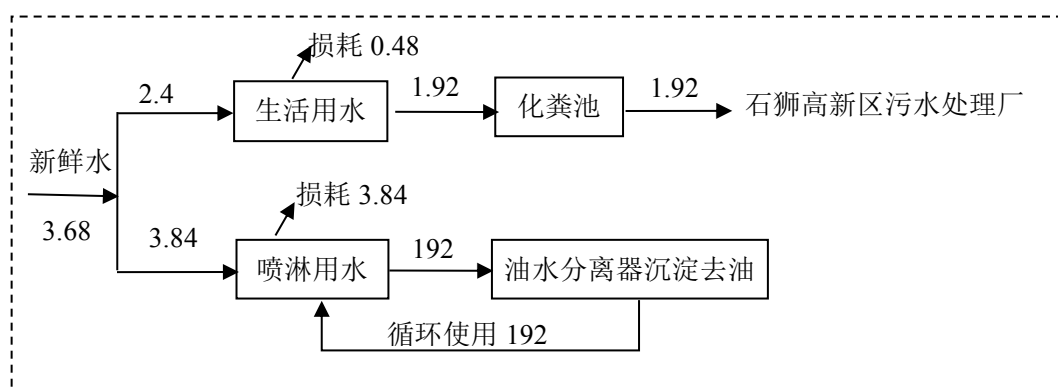 损耗 0.48
2.4
生活用水
1.92
化粪池
1.92
石狮高新区污水处理厂
新鲜水
3.68
损耗 3.84
3.84
喷淋用水
192
油水分离器沉淀去油
循环使用 192